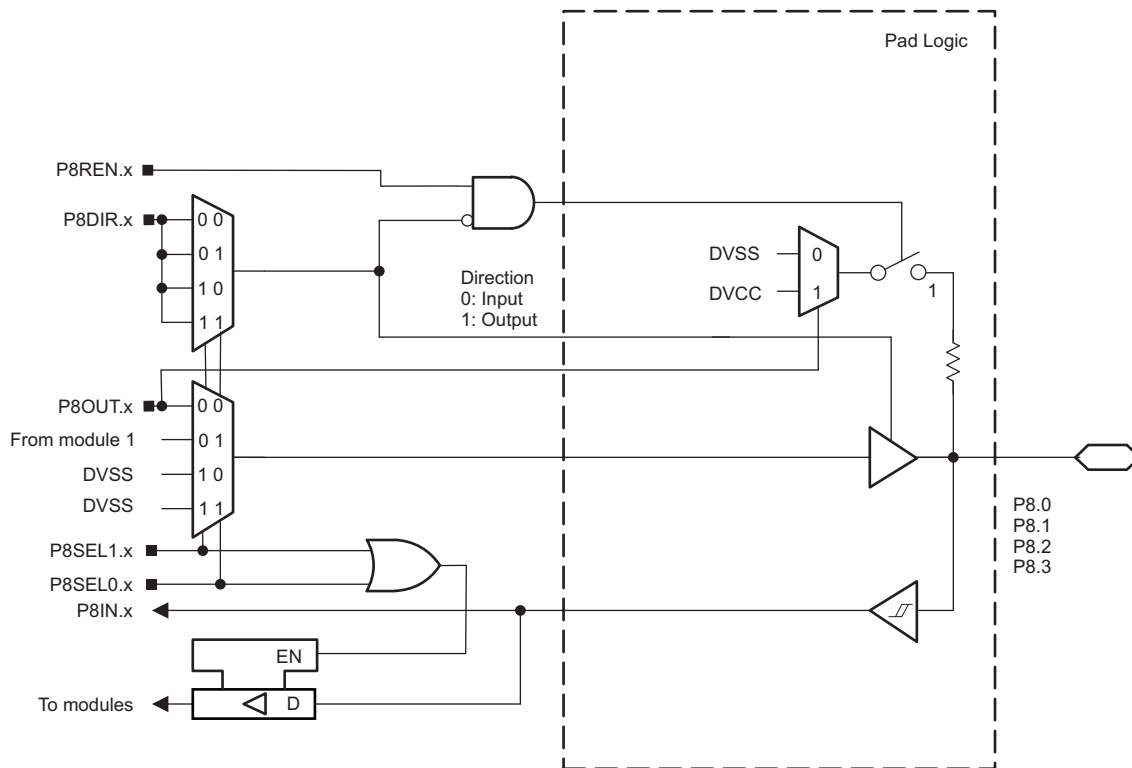 Pad Logic
P8REN.x
P8DIR.x
0 0
0 1
1 0
1 1
Direction
0: Input
1: Output
DVSS
0
DVCC
1
1
P8OUT.x
0 0
From module 1
0 1
DVSS
1 0
DVSS
1 1
P8.0
P8.1
P8.2
P8.3
P8SEL1.x
P8SEL0.x
P8IN.x
EN
To modules
D